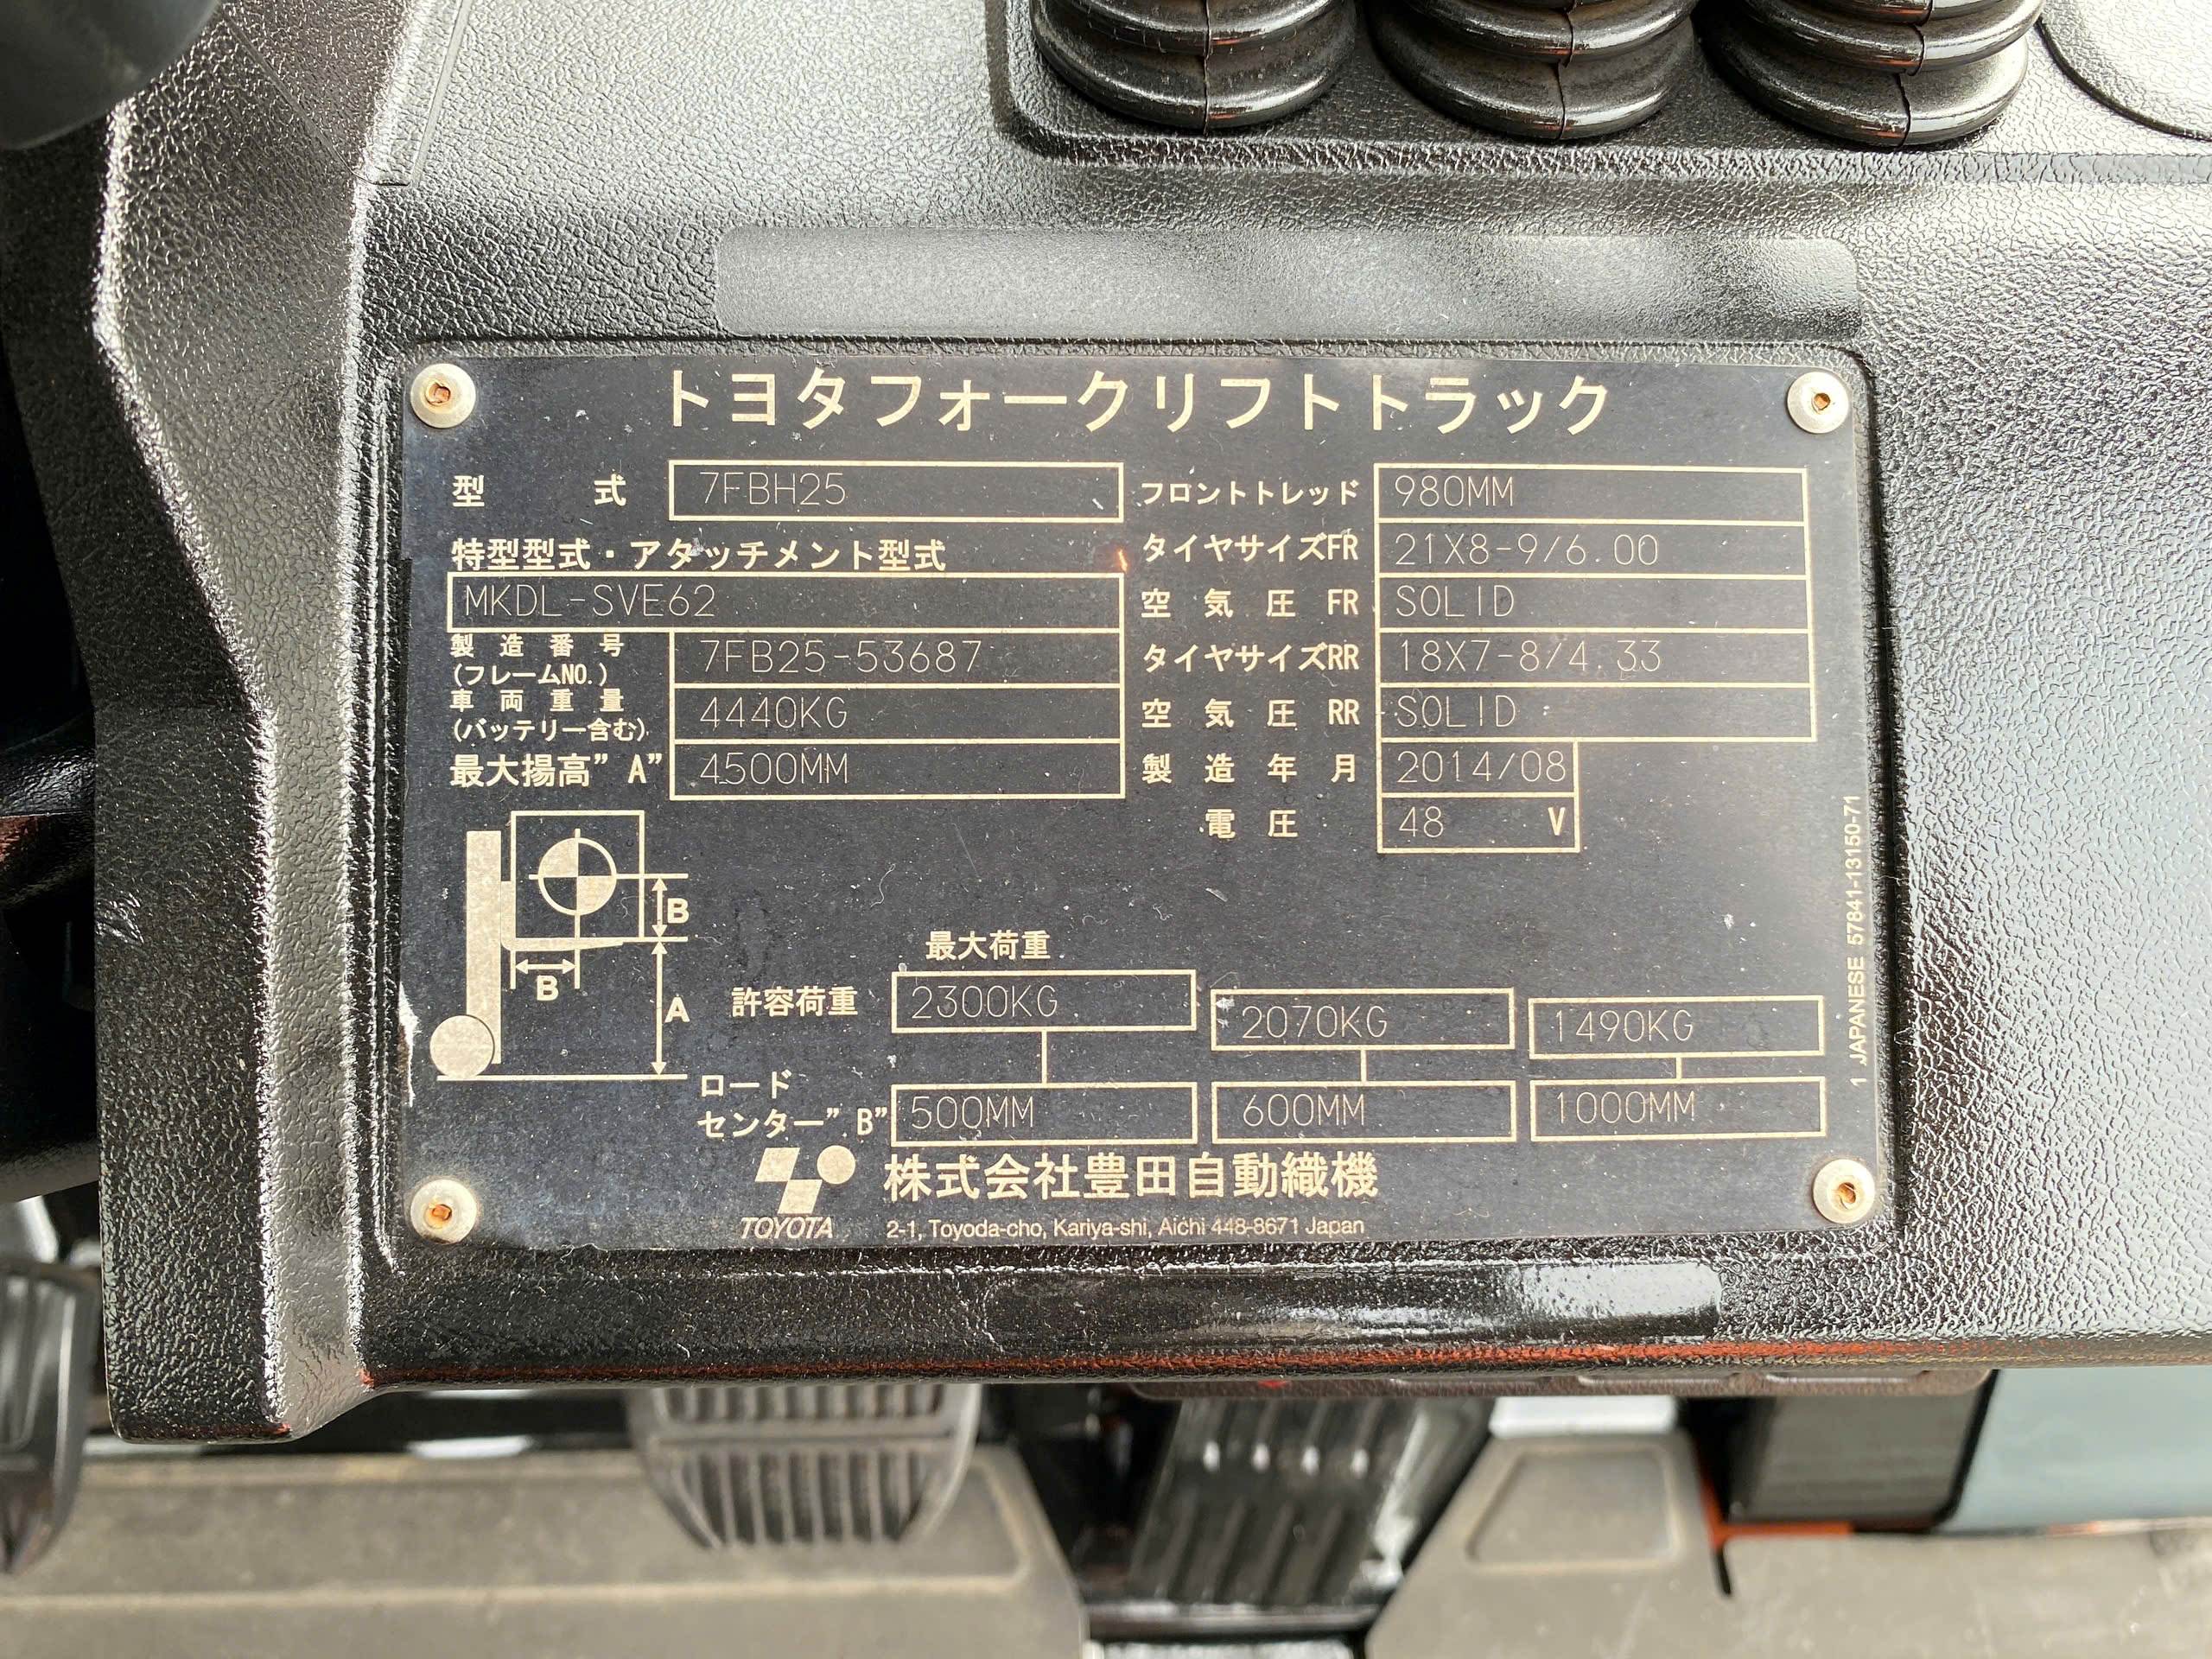 トヨタフォークリフトトラック
型 式 7FBH25
特型型式・アタッチメント型式
MKDL-SVE62
製造番号
(フレームNO.)
7FB25-53687
車両重量
(バッテリー含む)
4440KG
最大揚高"A" 4500MM
フロントトレッド 980MM
タイヤサイズFR 21X8-9/6.00
空気圧 FR SOLID
タイヤサイズRR 18X7-8/4.33
空気圧 RR SOLID
製造年月 2014/08
電圧 48 V
B
B
A
最大荷重
許容荷重 2300KG 2070KG 1490KG
ロード
センター"B" 500MM 600MM 1000MM
株式会社豊田自動織機
TOYOTA 2-1, Toyoda-cho, Kariya-shi, Aichi 448-8671 Japan
1 JAPANESE 57841-13150-71